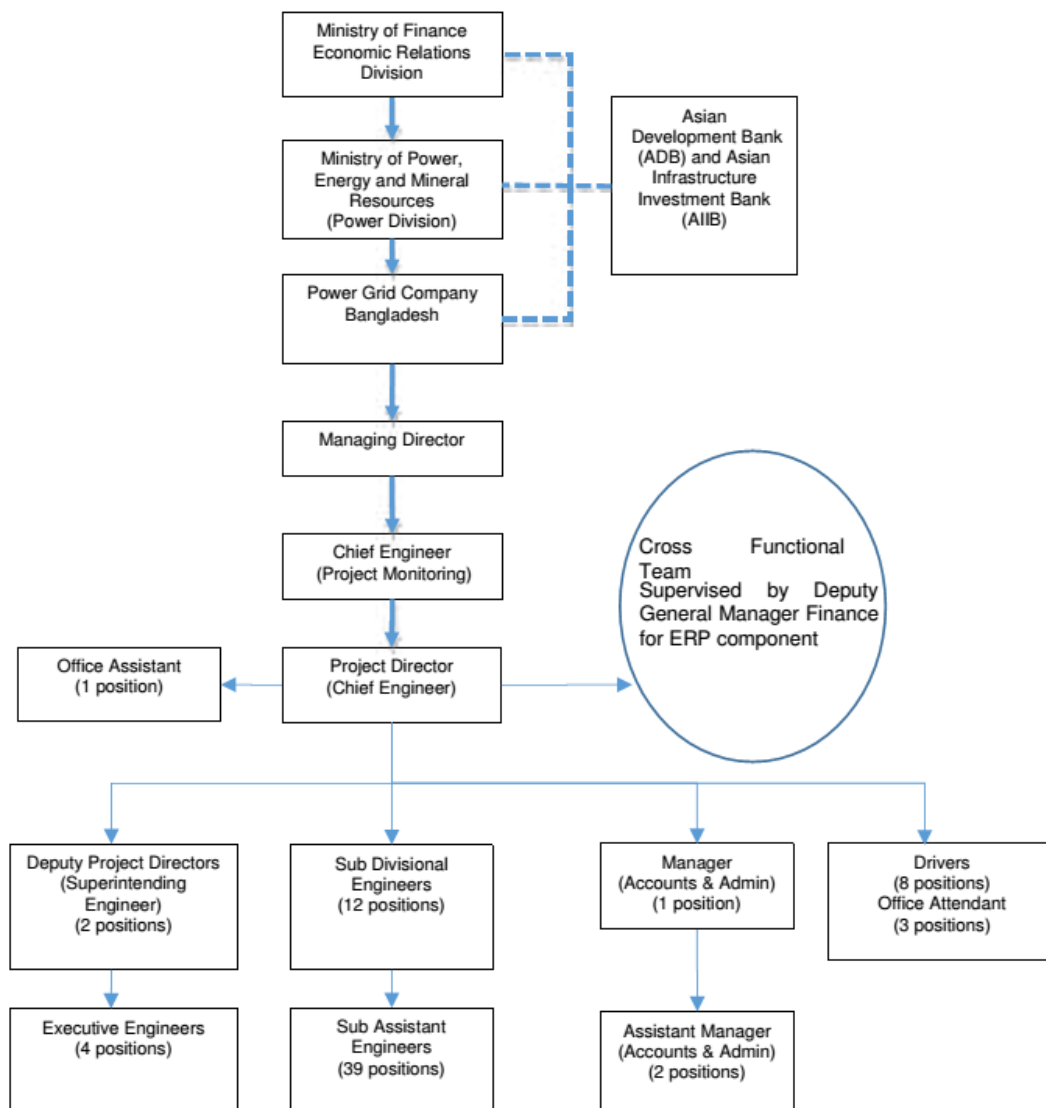 Ministry of Finance
Economic Relations
Division
Asian
Development Bank
(ADB) and Asian
Infrastructure
Investment Bank
(AIIB)
Ministry of Power,
Energy and Mineral
Resources
(Power Division)
Power Grid Company
Bangladesh
Managing Director
Chief Engineer
(Project Monitoring)
Cross Functional
Team
Supervised by Deputy
General Manager Finance
for ERP component
Office Assistant
(1 position)
Project Director
(Chief Engineer)
Deputy Project Directors
(Superintending
Engineer)
(2 positions)
Sub Divisional
Engineers
(12 positions)
Manager
(Accounts & Admin)
(1 position)
Drivers
(8 positions)
Office Attendant
(3 positions)
Executive Engineers
(4 positions)
Sub Assistant
Engineers
(39 positions)
Assistant Manager
(Accounts & Admin)
(2 positions)